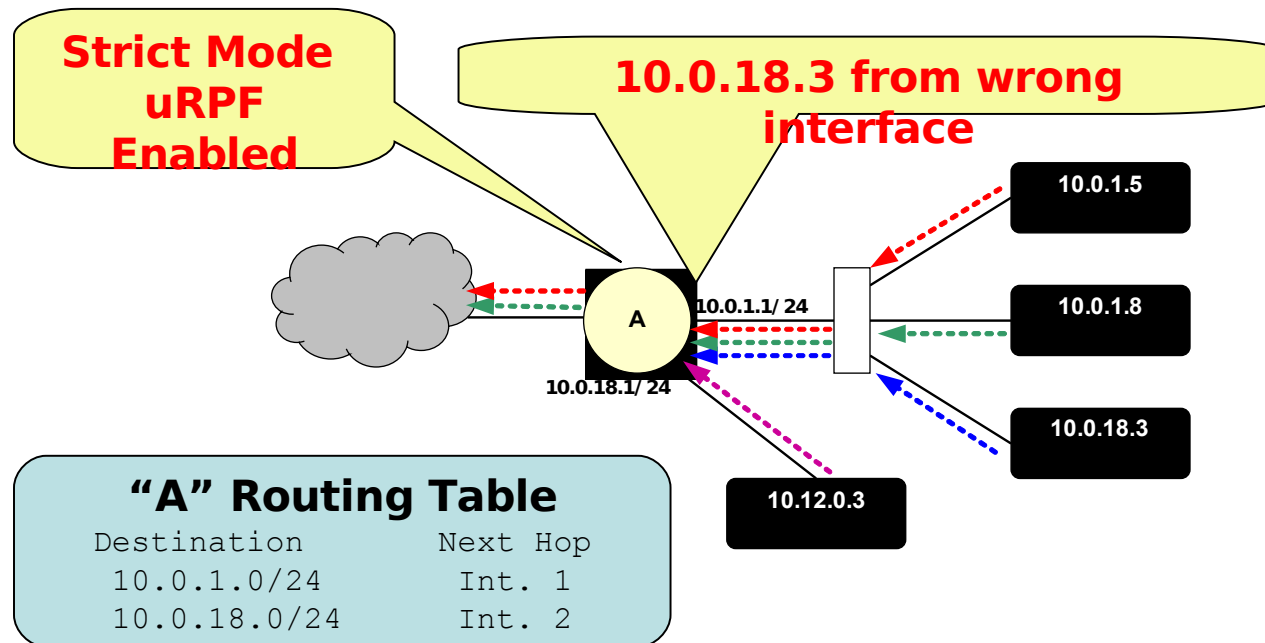 Strict Mode
uRPF
Enabled
10.0.18.3 from wrong
interface
10.0.1.5
10.0.1.1/ 24
A
10.0.1.8
10.0.18.1/ 24
10.0.18.3
10.12.0.3
“A” Routing Table
Destination Next Hop
10.0.1.0/24 Int. 1
10.0.18.0/24 Int. 2